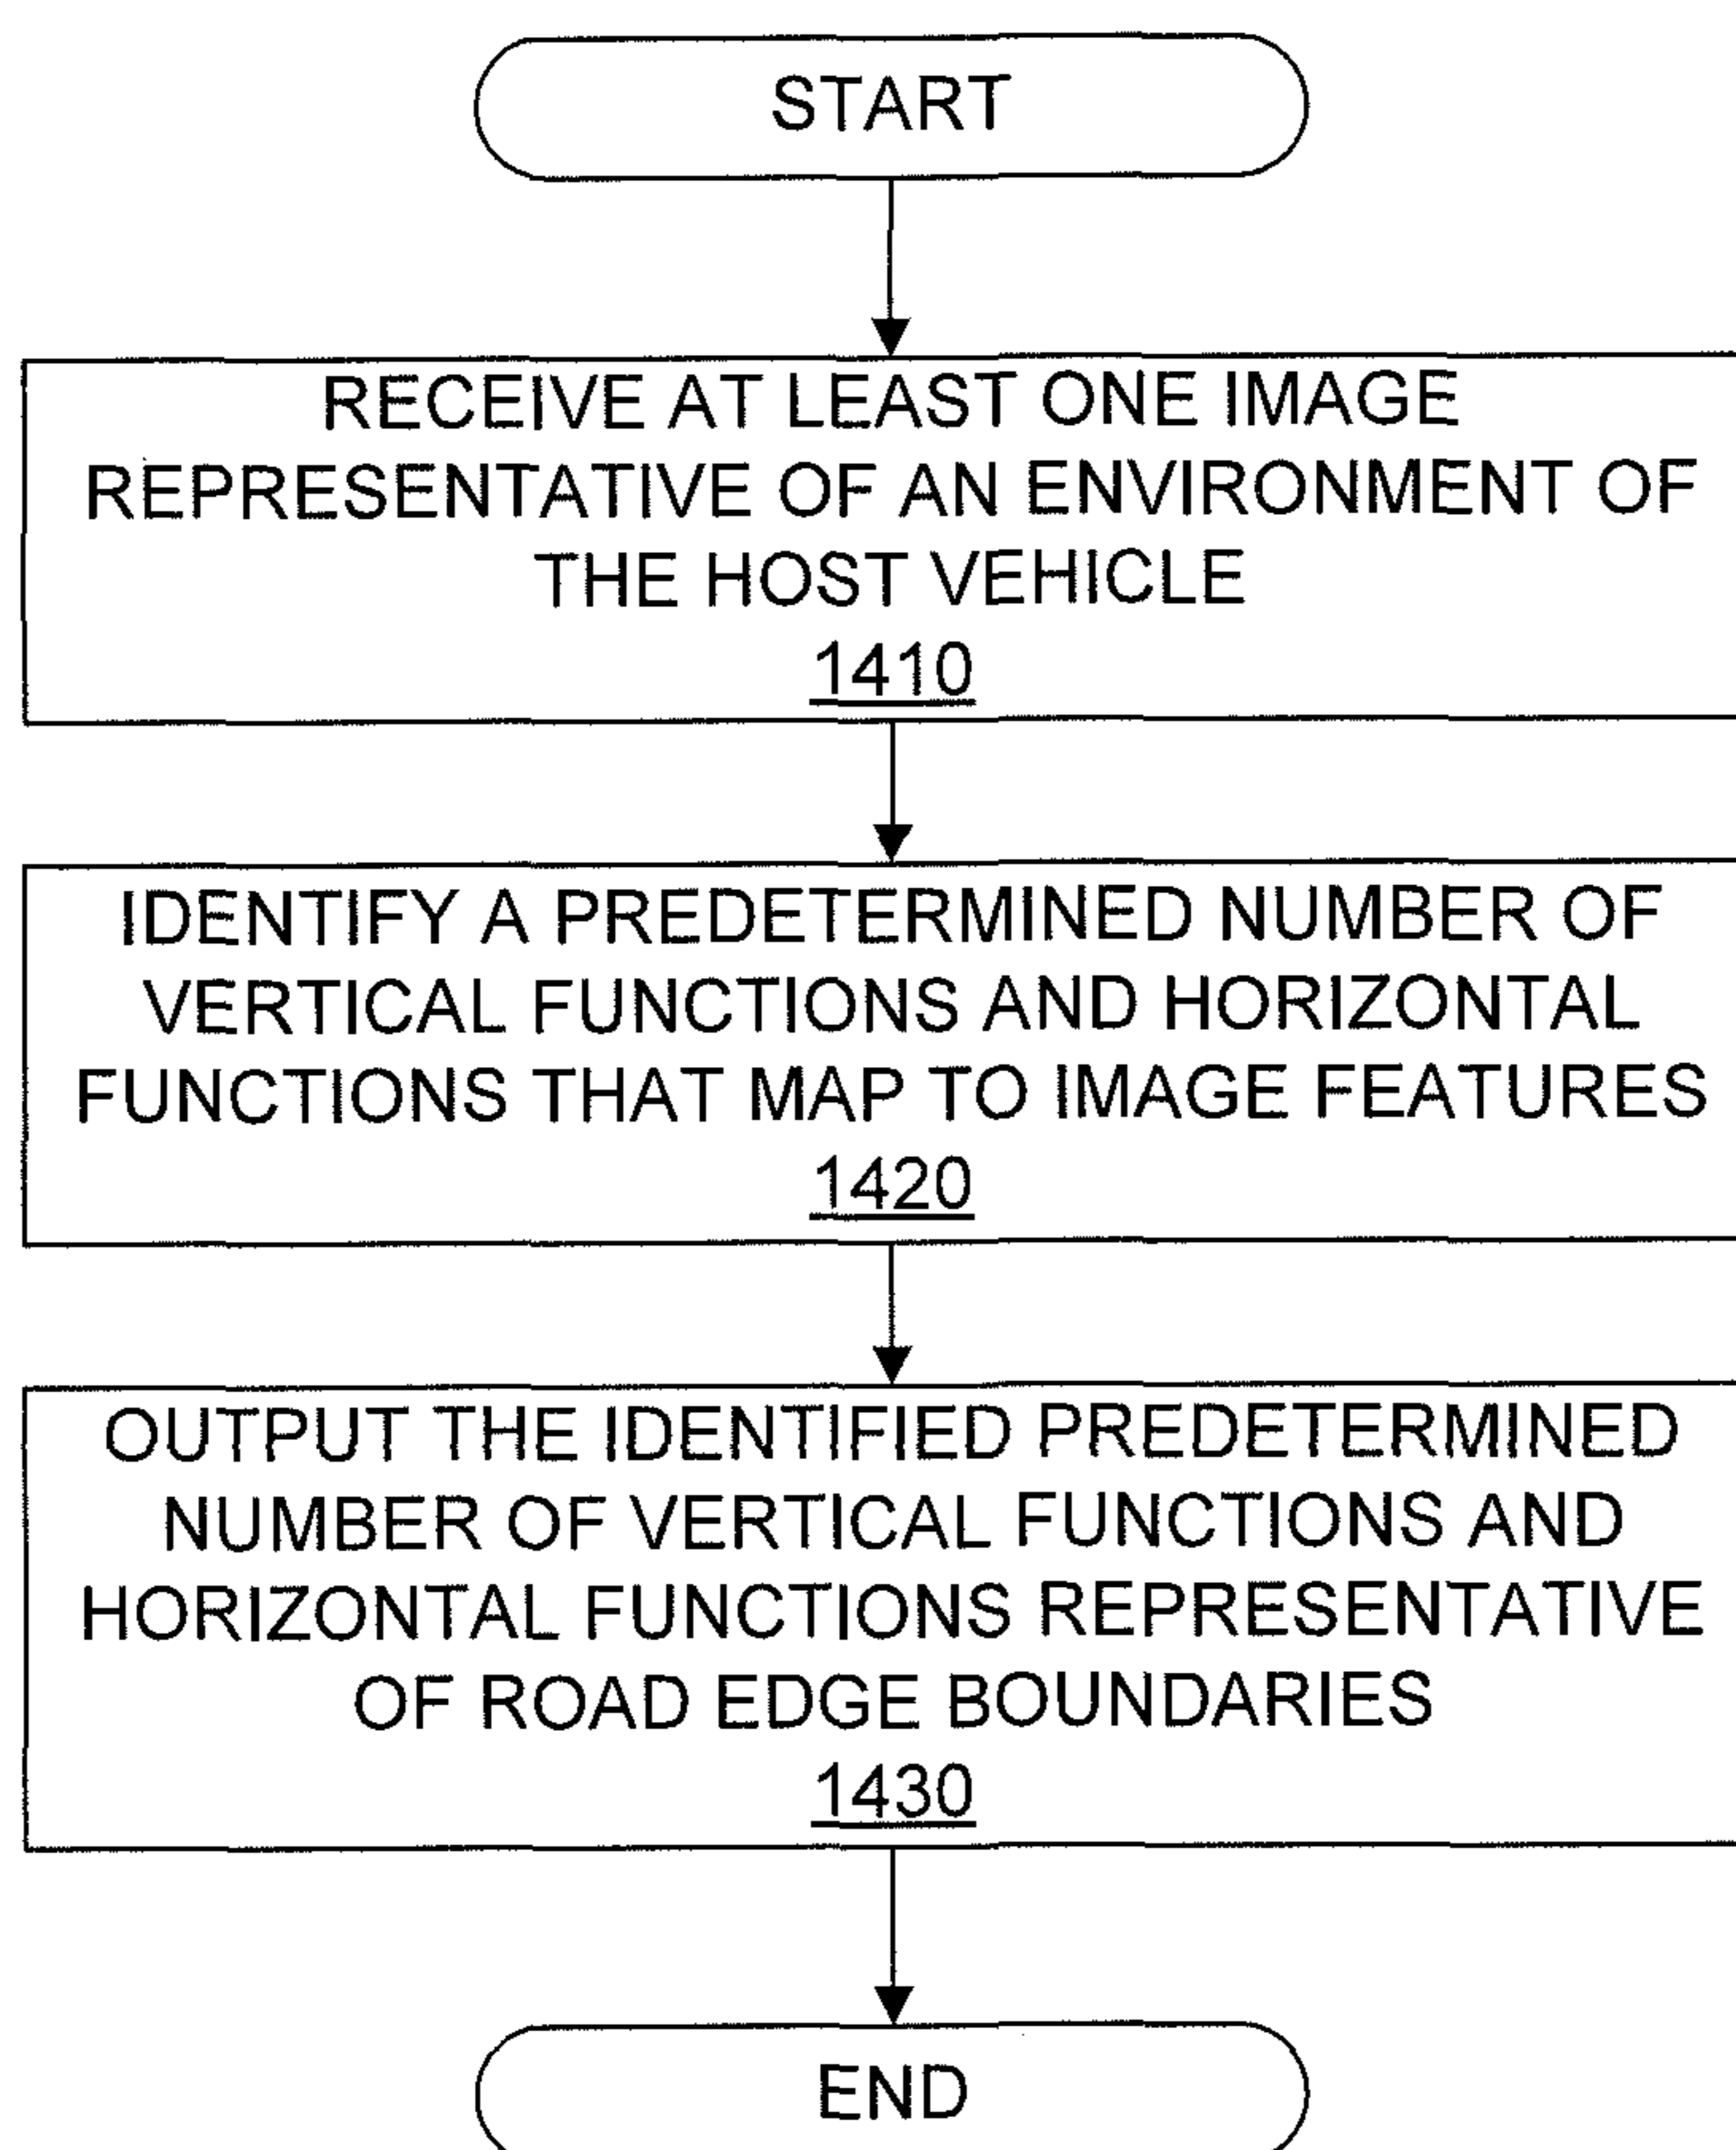 START
RECEIVE AT LEAST ONE IMAGE
REPRESENTATIVE OF AN ENVIRONMENT OF
THE HOST VEHICLE
1410
IDENTIFY A PREDETERMINED NUMBER OF
VERTICAL FUNCTIONS AND HORIZONTAL
FUNCTIONS THAT MAP TO IMAGE FEATURES
1420
OUTPUT THE IDENTIFIED PREDETERMINED
NUMBER OF VERTICAL FUNCTIONS AND
HORIZONTAL FUNCTIONS REPRESENTATIVE
OF ROAD EDGE BOUNDARIES
1430
END